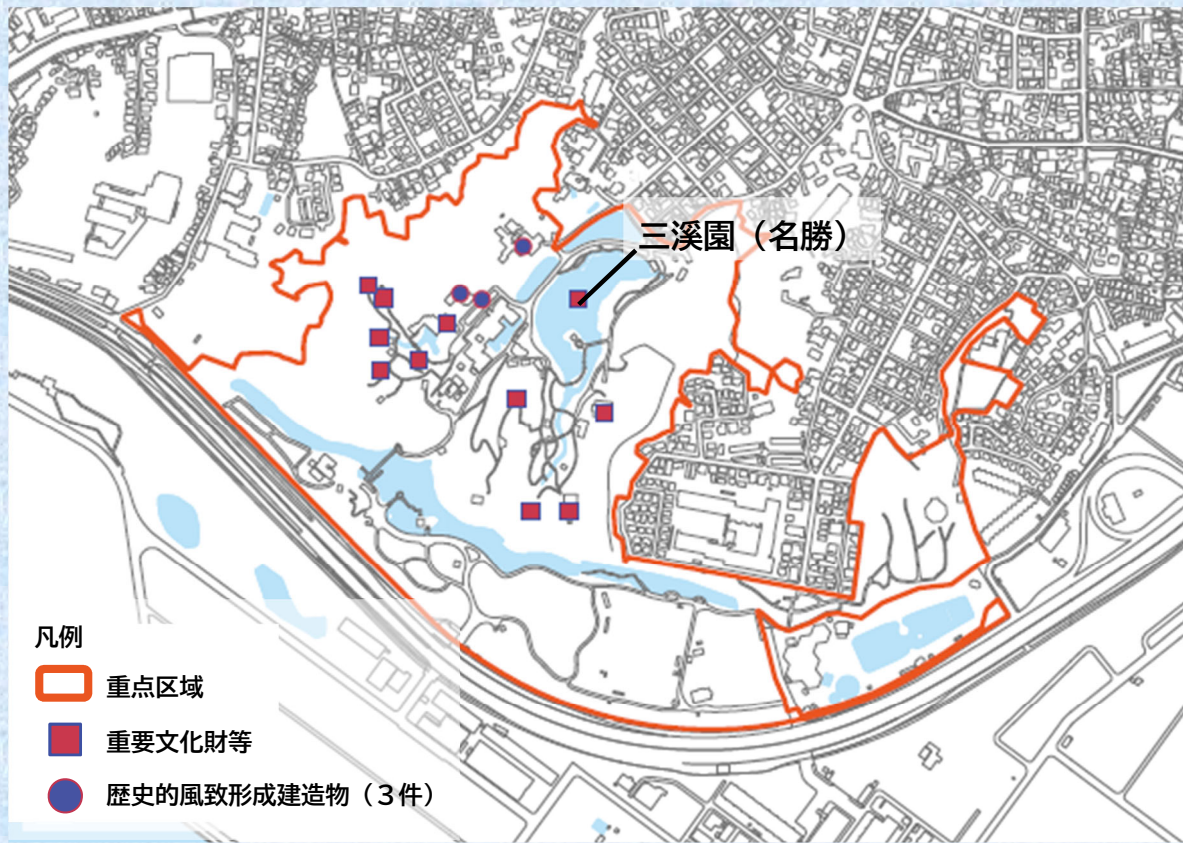 三溪園（名勝）
凡例
重点区域
重要文化財等
歴史的風致形成建造物（３件）